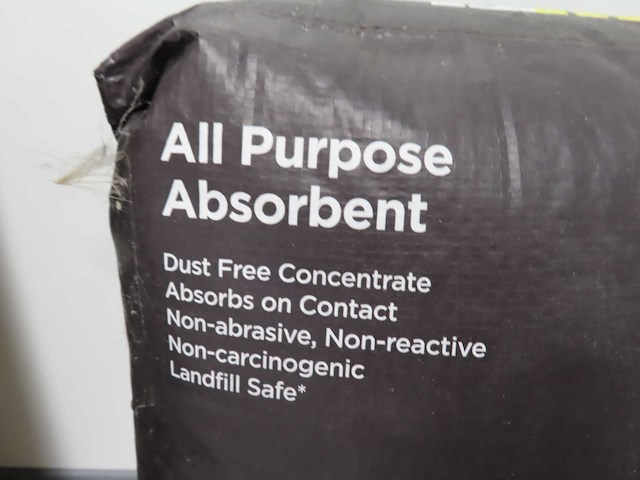 All Purpose
Absorbent
Dust Free Concentrate
Absorbs on Contact
Non-abrasive, Non-reactive
Non-carcinogenic
Landfill Safe*